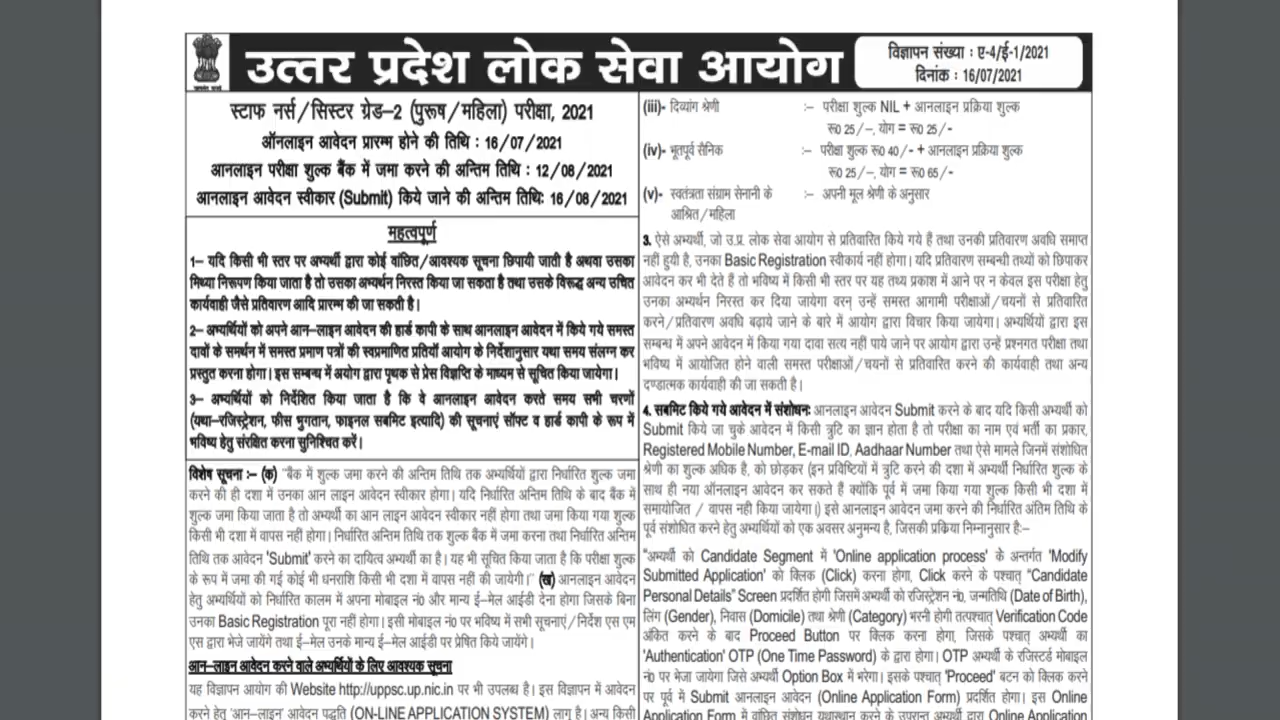 उत्तर प्रदेश लोक सेवा आयोग
विज्ञापन संख्या : ए-4/ई-1/2021
दिनांक : 16/07/2021
स्टाफ नर्स/सिस्टर ग्रेड–2 (पुरूष/महिला) परीक्षा, 2021
ऑनलाइन आवेदन प्रारम्भ होने की तिथि : 16/07/2021
आनलाइन परीक्षा शुल्क बैंक में जमा करने की अन्तिम तिथि : 12/08/2021
आनलाइन आवेदन स्वीकार (Submit) किये जाने की अन्तिम तिथिः 16/08/2021
महत्वपूर्ण
1– यदि किसी भी स्तर पर अभ्यर्थी द्वारा कोई वांछित/आवश्यक सूचना छिपायी जाती है अथवा उसका
मिथ्या निरूपण किया जाता है तो उसका अभ्यर्थन निरस्त किया जा सकता है तथा उसके विरूद्ध अन्य उचित
कार्यवाही जैसे प्रतिवारण आदि प्रारम्भ की जा सकती है।
2– अभ्यर्थियों को अपने आन–लाइन आवेदन की हार्ड कापी के साथ आनलाइन आवेदन में किये गये समस्त
दावों के समर्थन में समस्त प्रमाण पत्रों की स्वप्रमाणित प्रतियॉ आयोग के निर्देशानुसार यथा समय संलग्न कर
प्रस्तुत करना होगा। इस सम्बन्ध में अयोग द्वारा पृथक से प्रेस विज्ञप्ति के माध्यम से सूचित किया जायेगा।
3– अभ्यर्थियों को निर्देशित किया जाता है कि वे आनलाइन आवेदन करते समय सभी चरणों
(यथा–रजिस्ट्रेशन, फीस भुगतान, फाइनल सबमिट इत्यादि) की सूचनाएं सॉफ्ट व हार्ड कापी के रूप में
भविष्य हेतु संरक्षित करना सुनिश्चित करें।
विशेष सूचना :– (क) "बैंक में शुल्क जमा करने की अन्तिम तिथि तक अभ्यर्थियों द्वारा निर्धारित शुल्क जमा
करने की ही दशा में उनका आन लाइन आवेदन स्वीकार होगा। यदि निर्धारित अन्तिम तिथि के बाद बैंक में
शुल्क जमा किया जाता है तो अभ्यर्थी का आन लाइन आवेदन स्वीकार नहीं होगा तथा जमा किया गया शुल्क
किसी भी दशा में वापस नहीं होगा। निर्धारित अन्तिम तिथि तक शुल्क बैंक में जमा करना तथा निर्धारित अन्तिम
तिथि तक आवेदन 'Submit' करने का दायित्व अभ्यर्थी का है। यह भी सूचित किया जाता है कि परीक्षा शुल्क
के रूप में जमा की गई कोई भी धनराशि किसी भी दशा में वापस नहीं की जायेगी।" (ख) आनलाइन आवेदन
हेतु अभ्यर्थियों को निर्धारित कालम में अपना मोबाइल नं० और मान्य ई–मेल आईडी देना होगा जिसके बिना
उनका Basic Registration पूरा नहीं होगा। इसी मोबाइल नं० पर भविष्य में सभी सूचनाएं/निर्देश एस एम
एस द्वारा भेजे जायेंगे तथा ई–मेल उनके मान्य ई–मेल आईडी पर प्रेषित किये जायेंगे।
आन–लाइन आवेदन करने वाले अभ्यर्थियों के लिए आवश्यक सूचना
यह विज्ञापन आयोग की Website http://uppsc.up.nic.in पर भी उपलब्ध है। इस विज्ञापन में आवेदन
करने हेतु 'आन–लाइन' आवेदन पद्धति (ON-LINE APPLICATION SYSTEM) लागू है। अन्य किसी
(iii)- दिव्यांग श्रेणी :– परीक्षा शुल्क NIL + आनलाइन प्रक्रिया शुल्क
रू0 25/–, योग = रू0 25/-
(iv)- भूतपूर्व सैनिक :– परीक्षा शुल्क रू0 40/- + आनलाइन प्रक्रिया शुल्क
रू0 25/–, योग = रू0 65/-
(v)- स्वतंत्रता संग्राम सेनानी के :– अपनी मूल श्रेणी के अनुसार
आश्रित/महिला
3. ऐसे अभ्यर्थी, जो उ.प्र. लोक सेवा आयोग से प्रतिवारित किये गये हैं तथा उनकी प्रतिवारण अवधि समाप्त
नहीं हुयी है, उनका Basic Registration स्वीकार्य नहीं होगा। यदि प्रतिवारण सम्बन्धी तथ्यों को छिपाकर
आवेदन कर भी देते हैं तो भविष्य में किसी भी स्तर पर यह तथ्य प्रकाश में आने पर न केवल इस परीक्षा हेतु
उनका अभ्यर्थन निरस्त कर दिया जायेगा वरन् उन्हें समस्त आगामी परीक्षाओं/चयनों से प्रतिवारित
करने/प्रतिवारण अवधि बढ़ाये जाने के बारे में आयोग द्वारा विचार किया जायेगा। अभ्यर्थियों द्वारा इस
सम्बन्ध में अपने आवेदन में किया गया दावा सत्य नहीं पाये जाने पर आयोग द्वारा उन्हें प्रश्नगत परीक्षा तथा
भविष्य में आयोजित होने वाली समस्त परीक्षाओं/चयनों से प्रतिवारित करने की कार्यवाही तथा अन्य
दण्डात्मक कार्यवाही की जा सकती है।
4. सबमिट किये गये आवेदन में संशोधनः आनलाइन आवेदन Submit करने के बाद यदि किसी अभ्यर्थी को
Submit किये जा चुके आवेदन में किसी त्रुटि का ज्ञान होता है तो परीक्षा का नाम एवं भर्ती का प्रकार,
Registered Mobile Number, E-mail ID, Aadhaar Number तथा ऐसे मामले जिनमें संशोधित
श्रेणी का शुल्क अधिक है, को छोड़कर (इन प्रविष्टियों में त्रुटि करने की दशा में अभ्यर्थी निर्धारित शुल्क के
साथ ही नया ऑनलाइन आवेदन कर सकते हैं क्योंकि पूर्व में जमा किया गया शुल्क किसी भी दशा में
समायोजित / वापस नही किया जायेगा।) इसे आनलाइन आवेदन करने की निर्धारित अंतिम तिथि के
पूर्व संशोधित करने हेतु अभ्यर्थियों को एक अवसर अनुमन्य है, जिसकी प्रक्रिया निम्नानुसार है:–
"अभ्यर्थी को Candidate Segment में 'Online application process' के अन्तर्गत 'Modify
Submitted Application' को क्लिक (Click) करना होगा, Click करने के पश्चात् "Candidate
Personal Details" Screen प्रदर्शित होगी जिसमें अभ्यर्थी को रजिस्ट्रेशन नं०, जन्मतिथि (Date of Birth),
लिंग (Gender), निवास (Domicile) तथा श्रेणी (Category) भरनी होगी तत्पश्चात् Verification Code
अंकित करने के बाद Proceed Button पर क्लिक करना होगा, जिसके पश्चात् अभ्यर्थी का
'Authentication' OTP (One Time Password) के द्वारा होगा। OTP अभ्यर्थी के रजिस्टर्ड मोबाइल
नं० पर भेजा जायेगा जिसे अभ्यर्थी Option Box में भरेगा। इसके पश्चात् 'Proceed' बटन को क्लिक करने
पर पूर्व में Submit आनलाइन आवेदन (Online Application Form) प्रदर्शित होगा। इस Online
Application Form में वांछित संशोधन यथास्थान करने के उपरान्त अभ्यर्थी द्वारा Online Application